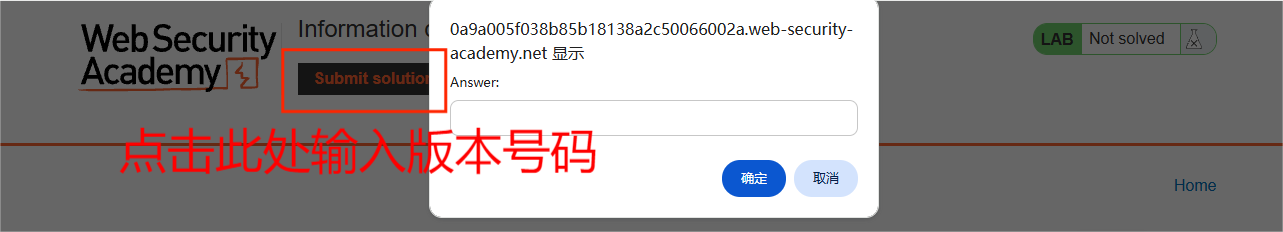 Web Security
Academy
Information
Submit solution
0a9a005f038b85b18138a2c50066002a.web-security-
academy.net 显示
Answer:
确定
取消
LAB
Not solved
点击此处输入版本号码
Home